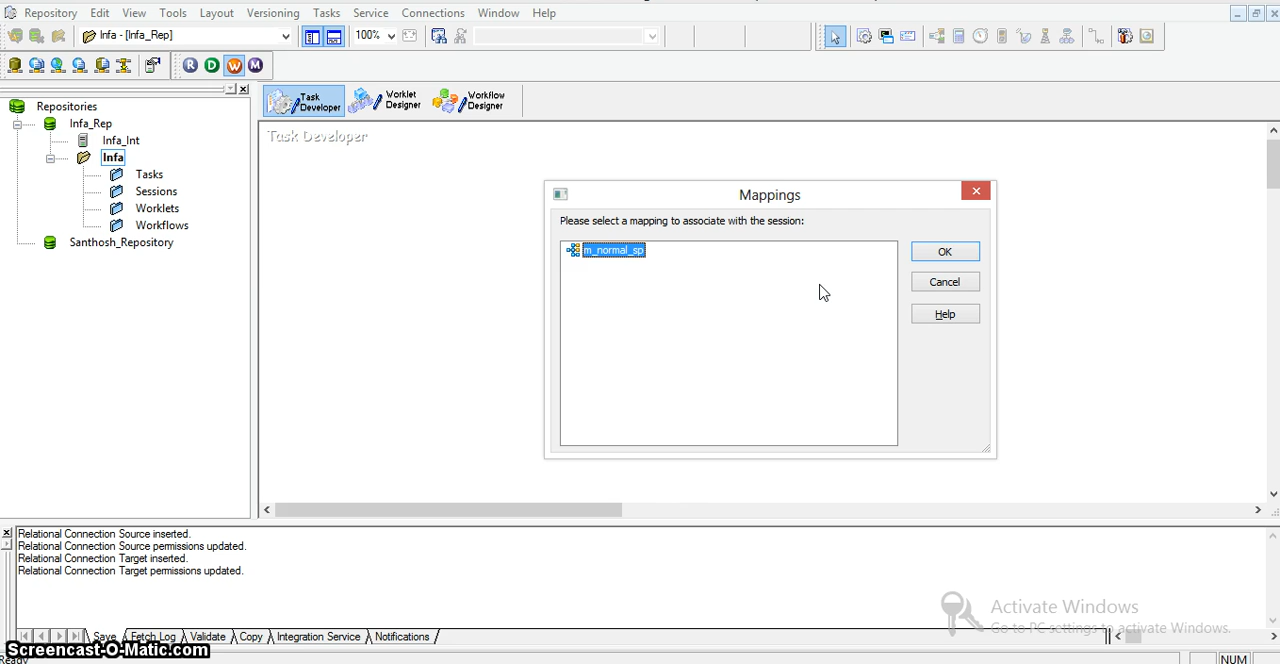 Repository Edit View Tools Layout Versioning Tasks Service Connections Window Help
Infa - [Infa_Rep] 100%
R D W M
Task Developer Worklet Designer Workflow Designer
Repositories
Infa_Rep
Infa_Int
Infa
Tasks
Sessions
Worklets
Workflows
Santhosh_Repository
Task Developer
Mappings
Please select a mapping to associate with the session:
m_normal_sp
OK
Cancel
Help
Relational Connection Source inserted.
Relational Connection Source permissions updated.
Relational Connection Target inserted.
Relational Connection Target permissions updated.
Activate Windows
Go to PC settings to activate Windows.
Save Fetch Log Validate Copy Integration Service Notifications
Screencast-O-Matic.com
Ready NUM